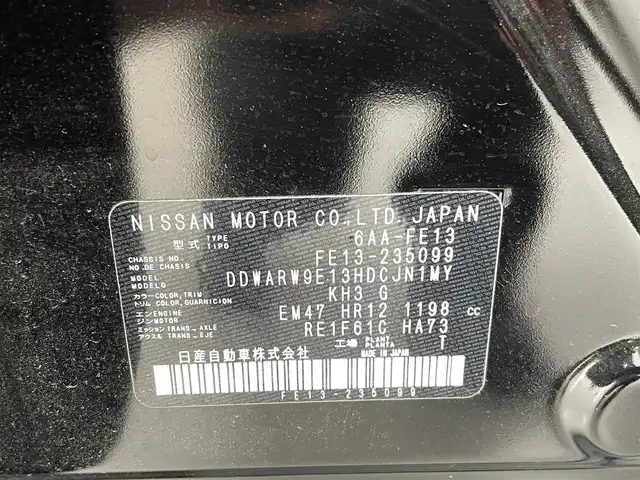 NISSAN MOTOR CO.,LTD.JAPAN
型式 TYPE TIPO 6AA-FE13
CHASSIS NO. NO.DE.CHASIS FE13-235099
MODEL MODELO DDWARW9E13HDCJN1MY
カラー COLOR,TRIM トリム COLOR,GUARNICION KH3 G
エンジン ENGINE MOTOR EM47 HR12 1198 cc
ミッション TRANS., AXLE アクスル TRANS.,EJE RE1F61C HA73
工場 PLANT PLANTA T
日産自動車株式会社 MADE IN JAPAN
FE13-235099